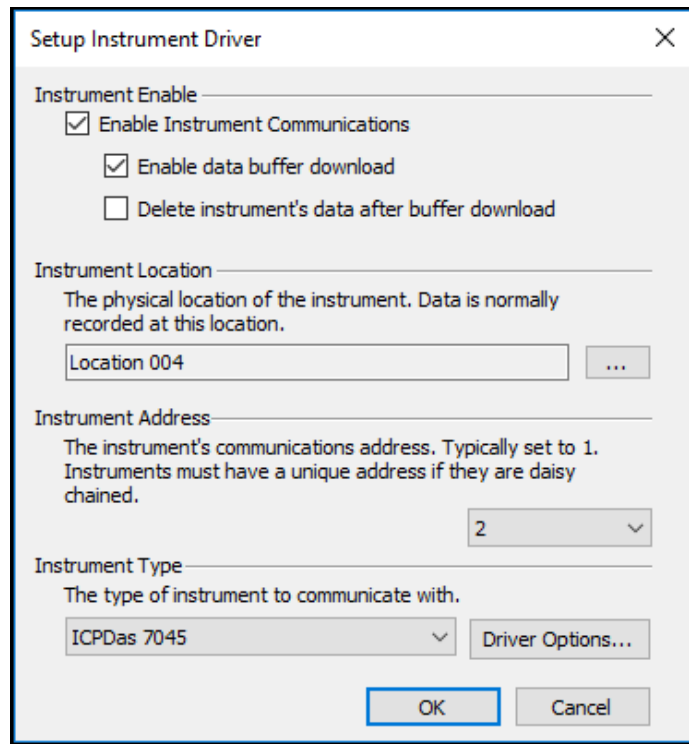 Setup Instrument Driver
Instrument Enable
Enable Instrument Communications
Enable data buffer download
Delete instrument's data after buffer download
Instrument Location
The physical location of the instrument. Data is normally
recorded at this location.
Location 004
...
Instrument Address
The instrument's communications address. Typically set to 1.
Instruments must have a unique address if they are daisy
chained.
2
Instrument Type
The type of instrument to communicate with.
ICPDas 7045
Driver Options...
OK
Cancel